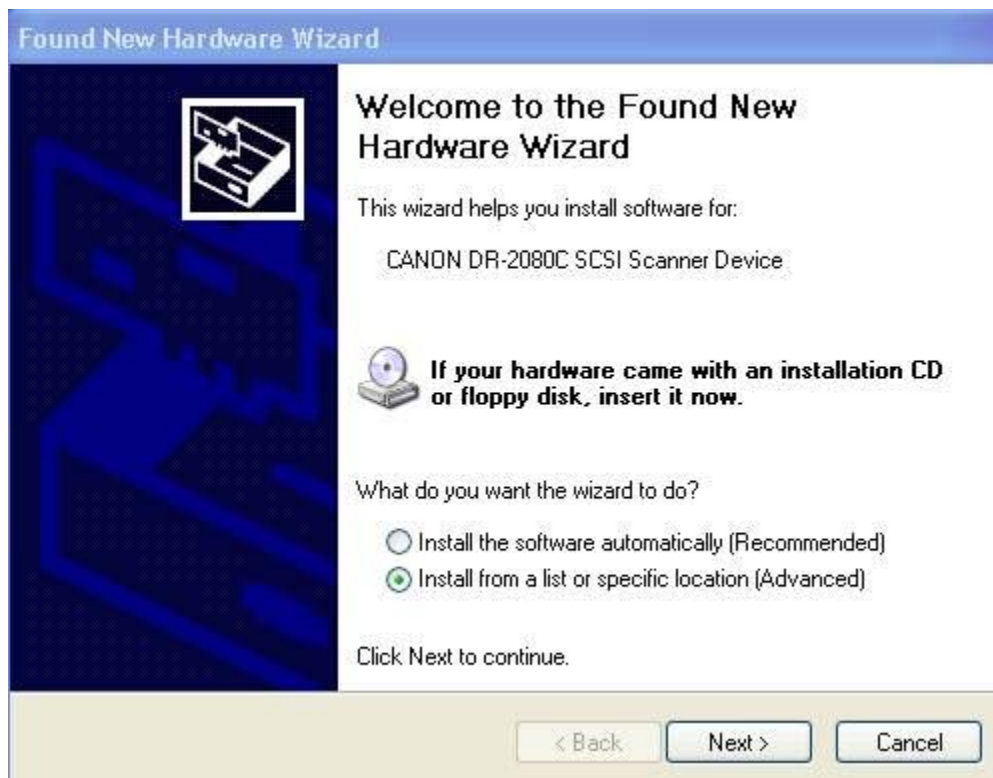 Found New Hardware Wizard
Welcome to the Found New
Hardware Wizard
This wizard helps you install software for:
CANON DR-2080C SCSI Scanner Device
If your hardware came with an installation CD
or floppy disk, insert it now.
What do you want the wizard to do?
Install the software automatically (Recommended)
Install from a list or specific location (Advanced)
Click Next to continue.
< Back
Next >
Cancel